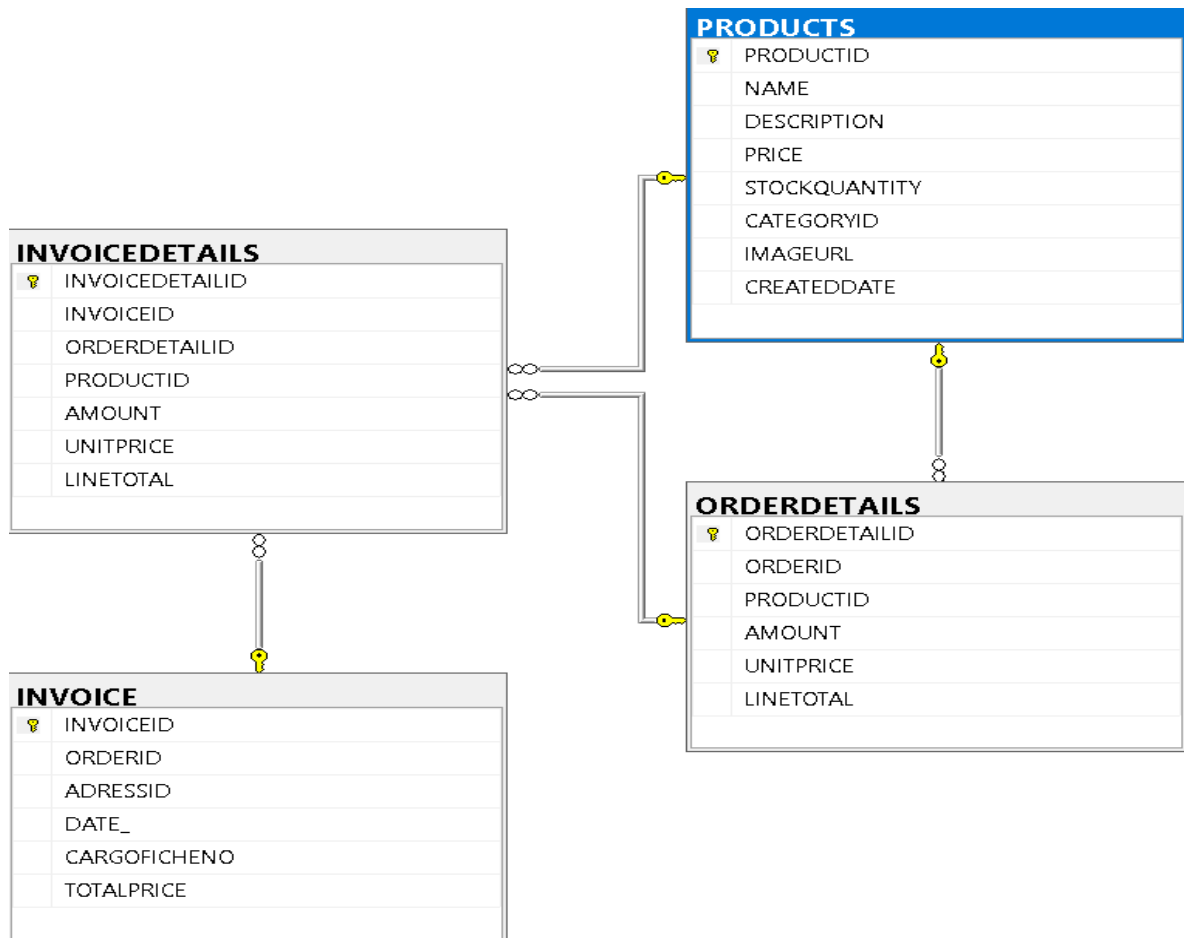 PRODUCTS
PRODUCTID
NAME
DESCRIPTION
PRICE
STOCKQUANTITY
CATEGORYID
IMAGEURL
CREATEDDATE
INVOICEDETAILS
INVOICEDETAILID
INVOICEID
ORDERDETAILID
PRODUCTID
AMOUNT
UNITPRICE
LINETOTAL
ORDERDETAILS
ORDERDETAILID
ORDERID
PRODUCTID
AMOUNT
UNITPRICE
LINETOTAL
INVOICE
INVOICEID
ORDERID
ADRESSID
DATE_
CARGOFICHENO
TOTALPRICE